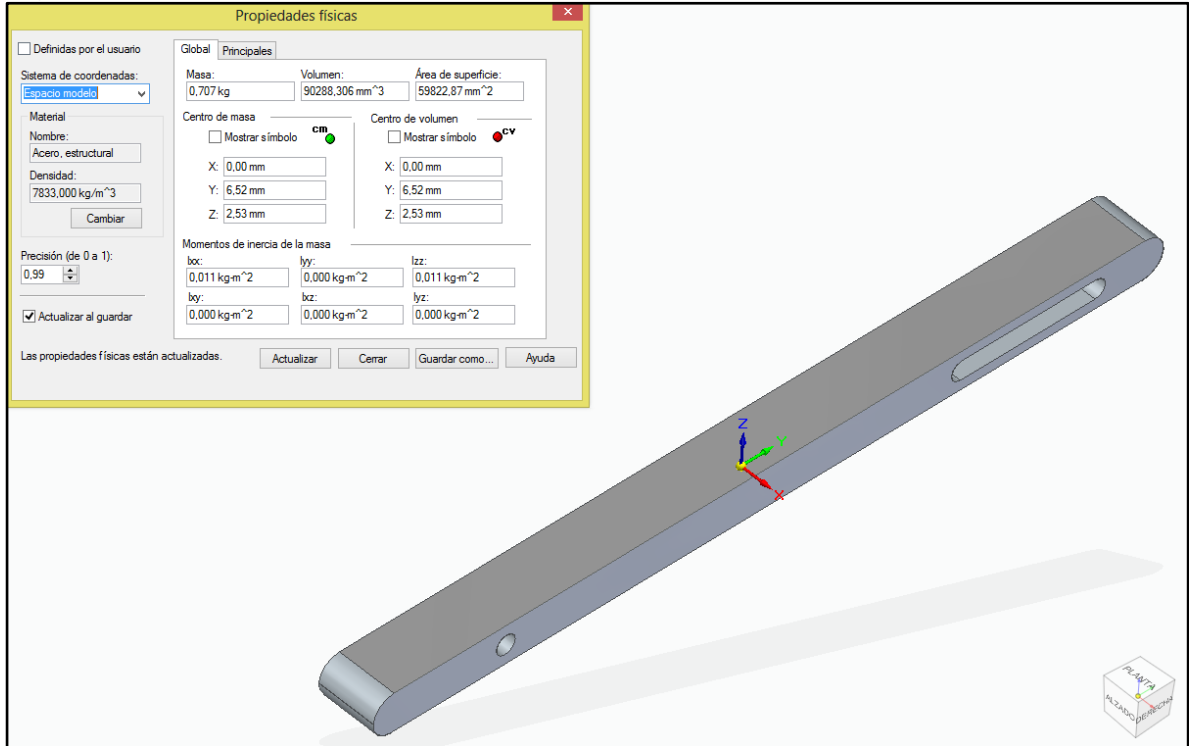 Propiedades físicas
Definidas por el usuario
Sistema de coordenadas:
Espacio modelo
Material
Nombre:
Acero, estructural
Densidad:
7833,000 kg/m^3
Cambiar
Precisión (de 0 a 1):
0,99
Actualizar al guardar
Las propiedades físicas están actualizadas.
Global Principales
Masa: Volumen: Área de superficie:
0,707 kg 90288,306 mm^3 59822,87 mm^2
Centro de masa
Mostrar símbolo cm
X: 0,00 mm
Y: 6,52 mm
Z: 2,53 mm
Centro de volumen
Mostrar símbolo cv
X: 0,00 mm
Y: 6,52 mm
Z: 2,53 mm
Momentos de inercia de la masa
Ixx: Iyy: Izz:
0,011 kg-m^2 0,000 kg-m^2 0,011 kg-m^2
Ixy: Ixz: Iyz:
0,000 kg-m^2 0,000 kg-m^2 0,000 kg-m^2
Actualizar Cerrar Guardar como... Ayuda
Z
Y
X
PLANTA
ALZADO
DERECHA